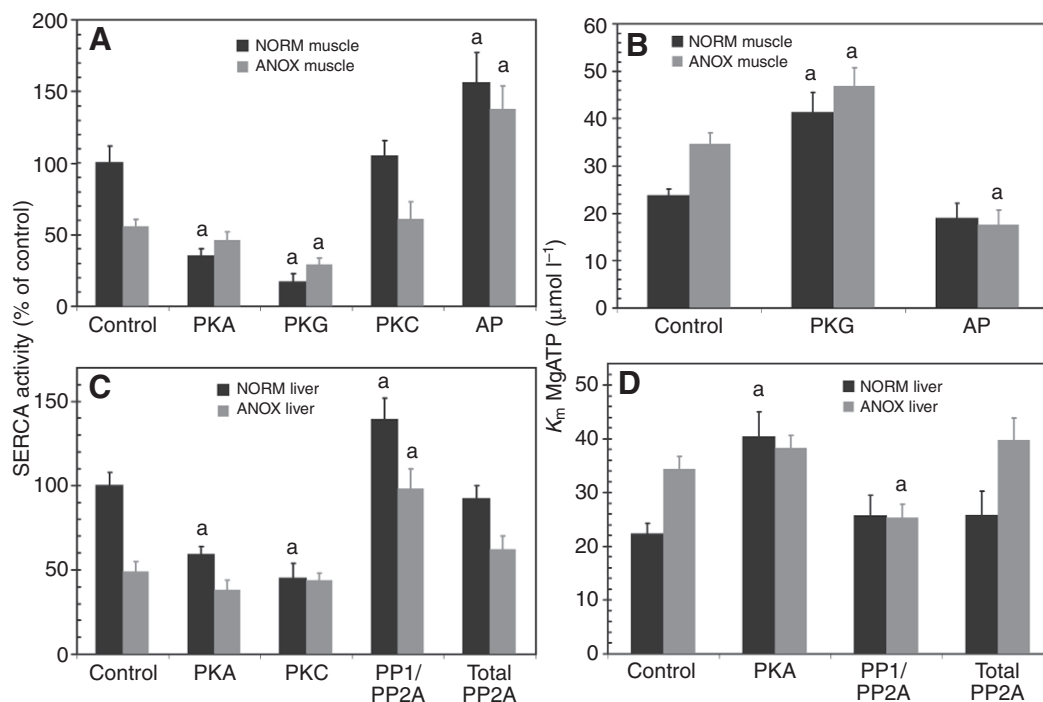 A
NORM muscle
ANOX muscle
200
150
100
50
0
a
a
a
a
a
Control
PKA
PKG
PKC
AP
SERCA activity (% of control)
B
NORM muscle
ANOX muscle
60
50
40
30
20
10
0
a
a
a
Control
PKG
AP
Km MgATP (μmol l−1)
C
NORM liver
ANOX liver
150
100
50
0
a
a
a
a
Control
PKA
PKC
PP1/
PP2A
Total
PP2A
D
NORM liver
ANOX liver
50
40
30
20
10
0
a
a
Control
PKA
PP1/
PP2A
Total
PP2A